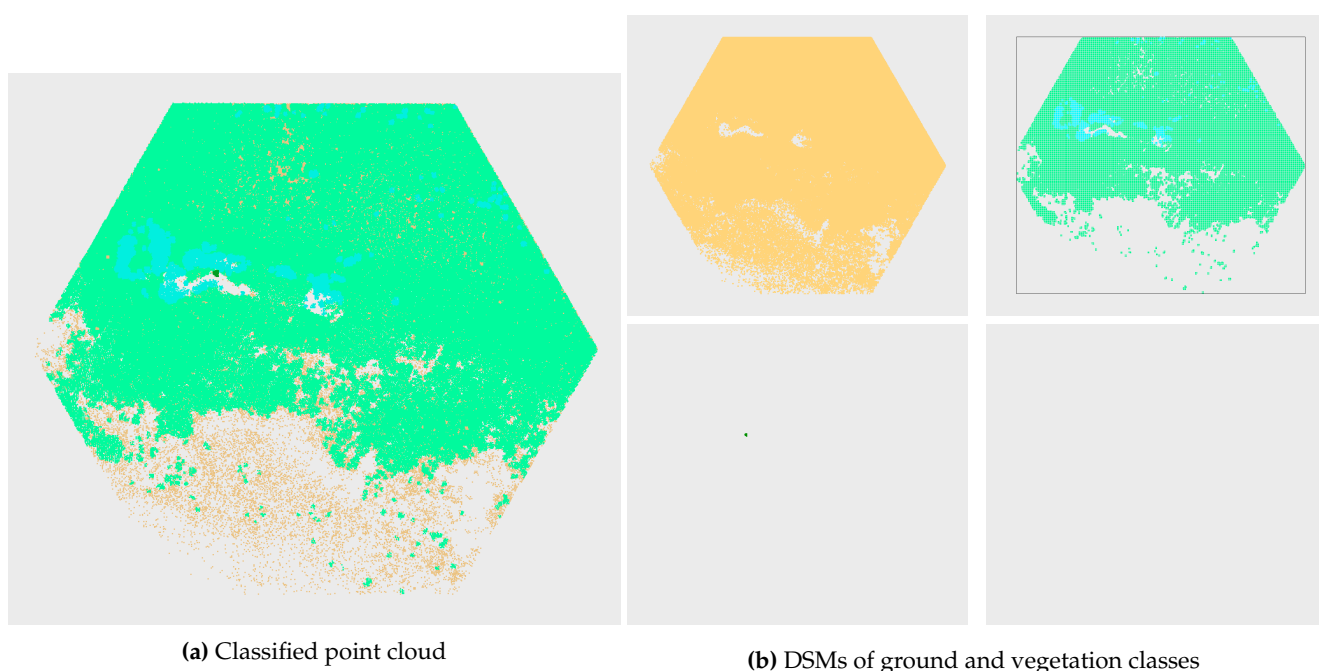 (a) Classified point cloud
(b) DSMs of ground and vegetation classes